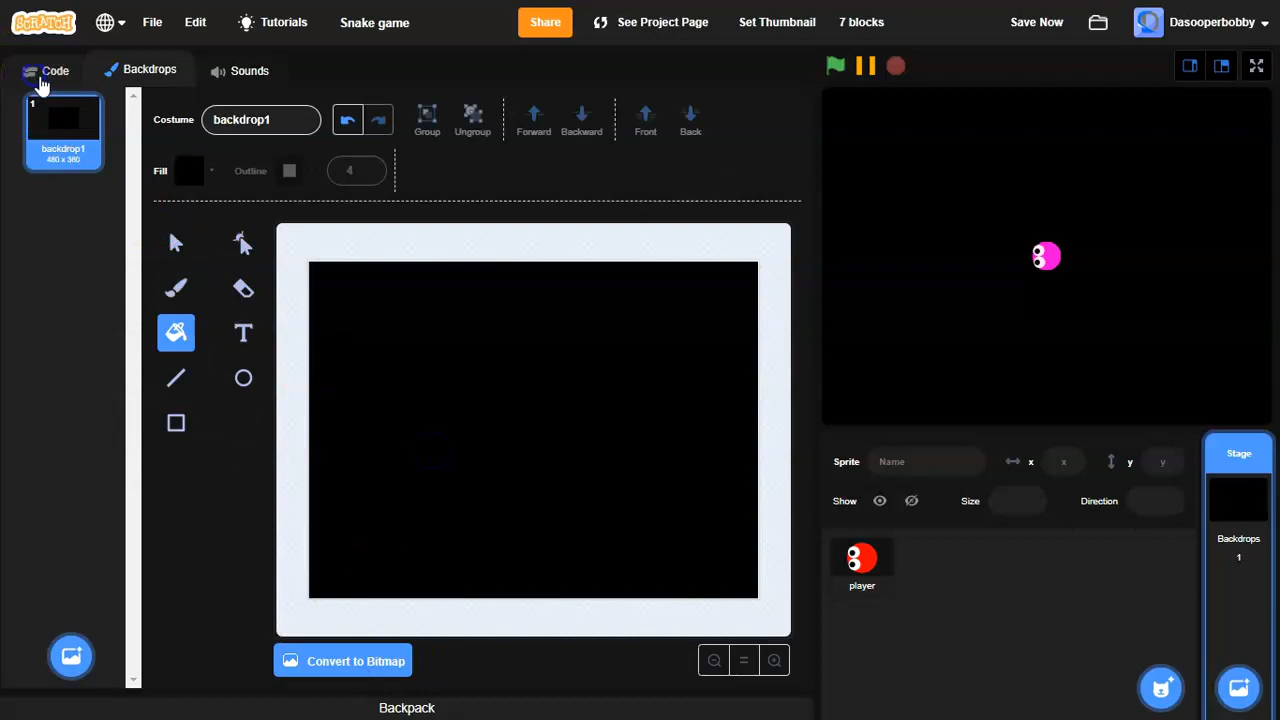 SCRATCH File Edit Tutorials Snake game Share See Project Page Set Thumbnail 7 blocks Save Now Dasooperbobby
Code Backdrops Sounds
1
backdrop1
480 x 360
Costume backdrop1 Group Ungroup Forward Backward Front Back
Fill Outline 4
T
Convert to Bitmap
Backpack
Sprite Name x x y y
Show Size Direction
player
Stage
Backdrops
1